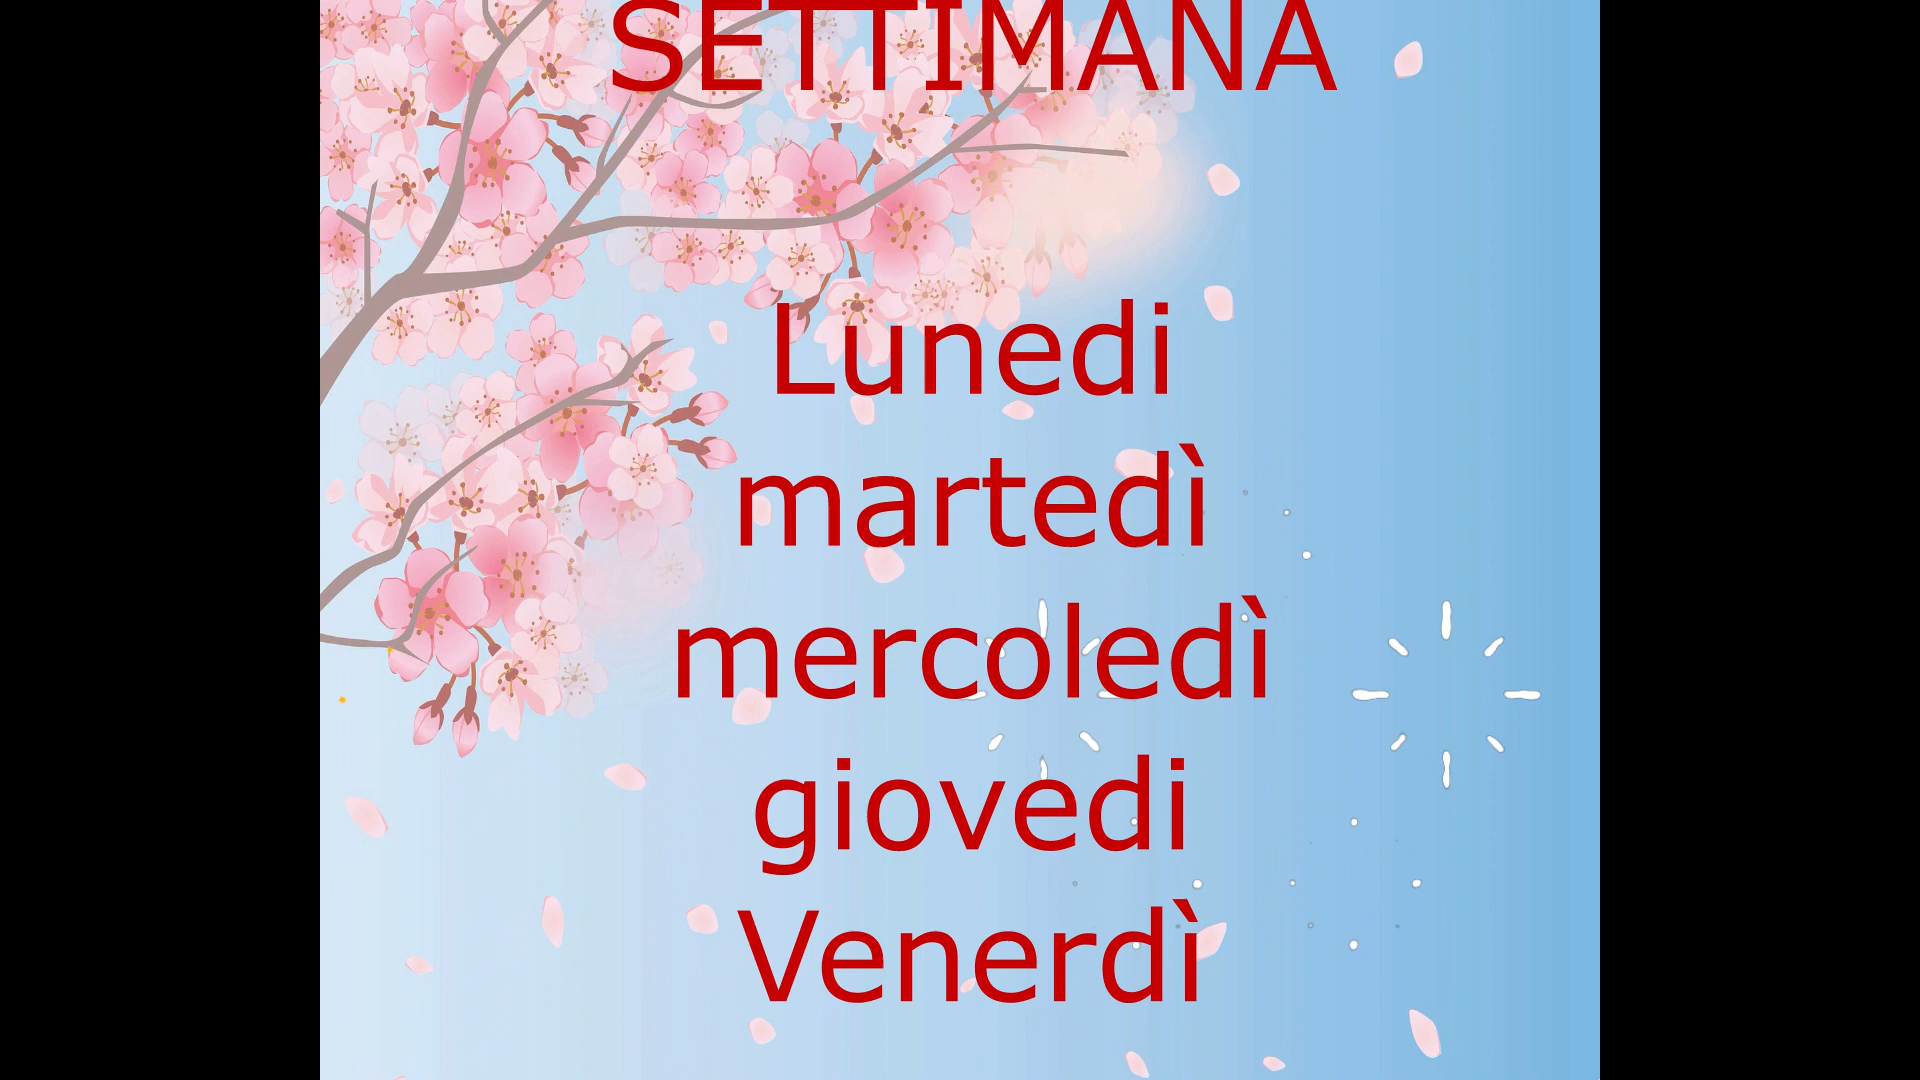 SETTIMANA
Lunedi
martedì
mercoledì
giovedi
Venerdì